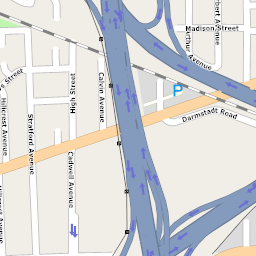 Madison Street
Arthur Avenue
High Street
Calvin Avenue
P
Darmstadt Road
Hillcrest Avenue
Stratford Avenue
Cadwell Avenue